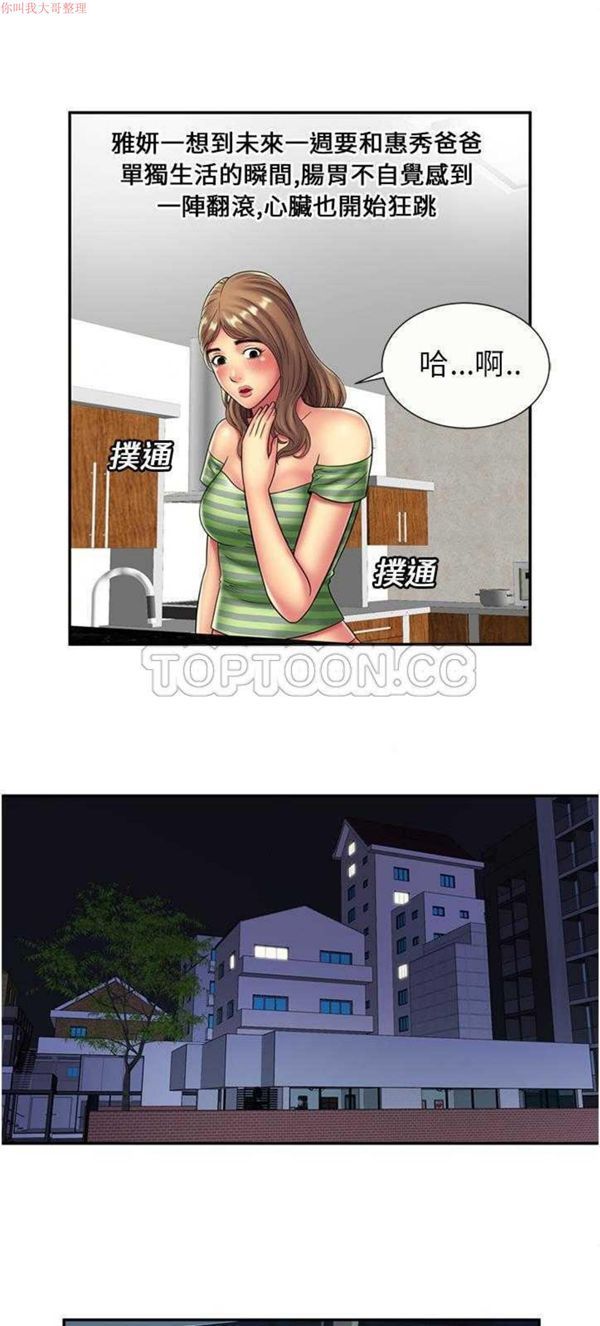 你叫我大哥整理
雅妍一想到未來一週要和惠秀爸爸
單獨生活的瞬間,腸胃不自覺感到
一陣翻滾,心臟也開始狂跳
哈...啊..
撲通
撲通
TOPTOON.CC